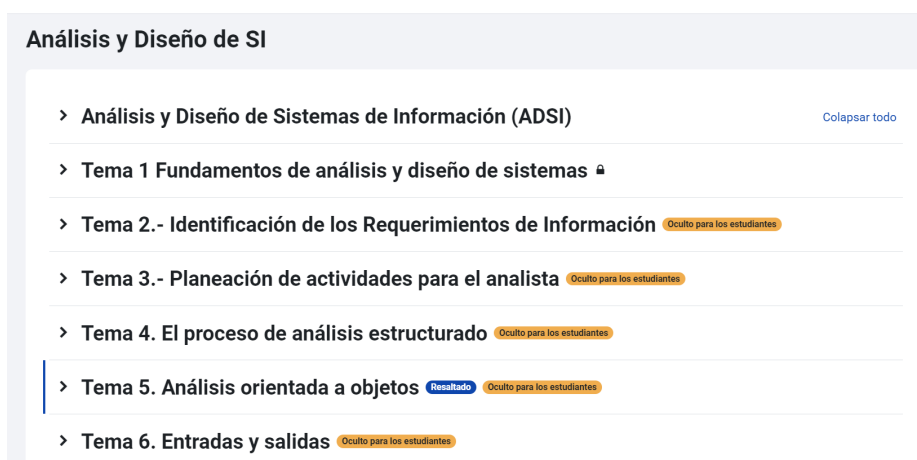 Análisis y Diseño de SI
Análisis y Diseño de Sistemas de Información (ADSI) Colapsar todo
Tema 1 Fundamentos de análisis y diseño de sistemas
Tema 2.- Identificación de los Requerimientos de Información Oculto para los estudiantes
Tema 3.- Planeación de actividades para el analista Oculto para los estudiantes
Tema 4. El proceso de análisis estructurado Oculto para los estudiantes
Tema 5. Análisis orientada a objetos Resaltado Oculto para los estudiantes
Tema 6. Entradas y salidas Oculto para los estudiantes